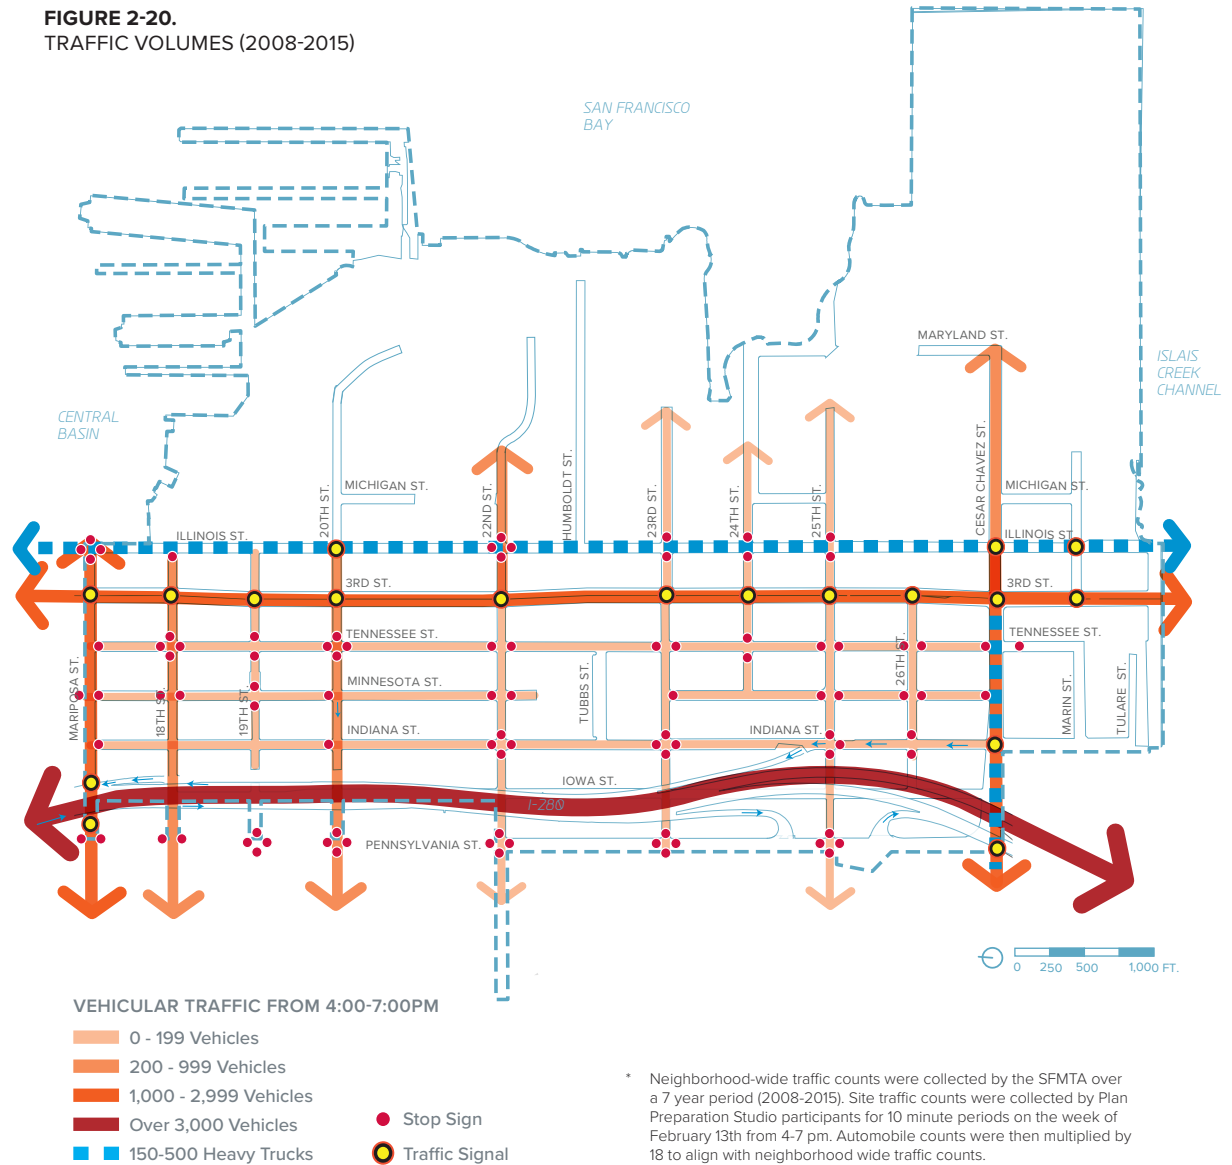 FIGURE 2-20.
TRAFFIC VOLUMES (2008-2015)
SAN FRANCISCO
BAY
MARYLAND ST.
ISLAIS
CREEK
CHANNEL
CENTRAL
BASIN
MICHIGAN ST.
MICHIGAN ST.
20TH ST.
22ND ST.
HUMBOLDT ST.
23RD ST.
24TH ST.
25TH ST.
CESAR CHAVEZ ST.
ILLINOIS ST.
ILLINOIS ST.
3RD ST.
3RD ST.
TENNESSEE ST.
TENNESSEE ST.
MARIPOSA ST.
18TH ST.
19TH ST.
MINNESOTA ST.
TUBBS ST.
26TH ST.
MARIN ST.
TULARE ST.
INDIANA ST.
INDIANA ST.
IOWA ST.
I-280
PENNSYLVANIA ST.
0 250 500 1,000 FT.
VEHICULAR TRAFFIC FROM 4:00-7:00PM
0 - 199 Vehicles
200 - 999 Vehicles
1,000 - 2,999 Vehicles
Over 3,000 Vehicles
150-500 Heavy Trucks
Stop Sign
Traffic Signal
* Neighborhood-wide traffic counts were collected by the SFMTA over
a 7 year period (2008-2015). Site traffic counts were collected by Plan
Preparation Studio participants for 10 minute periods on the week of
February 13th from 4-7 pm. Automobile counts were then multiplied by
18 to align with neighborhood wide traffic counts.